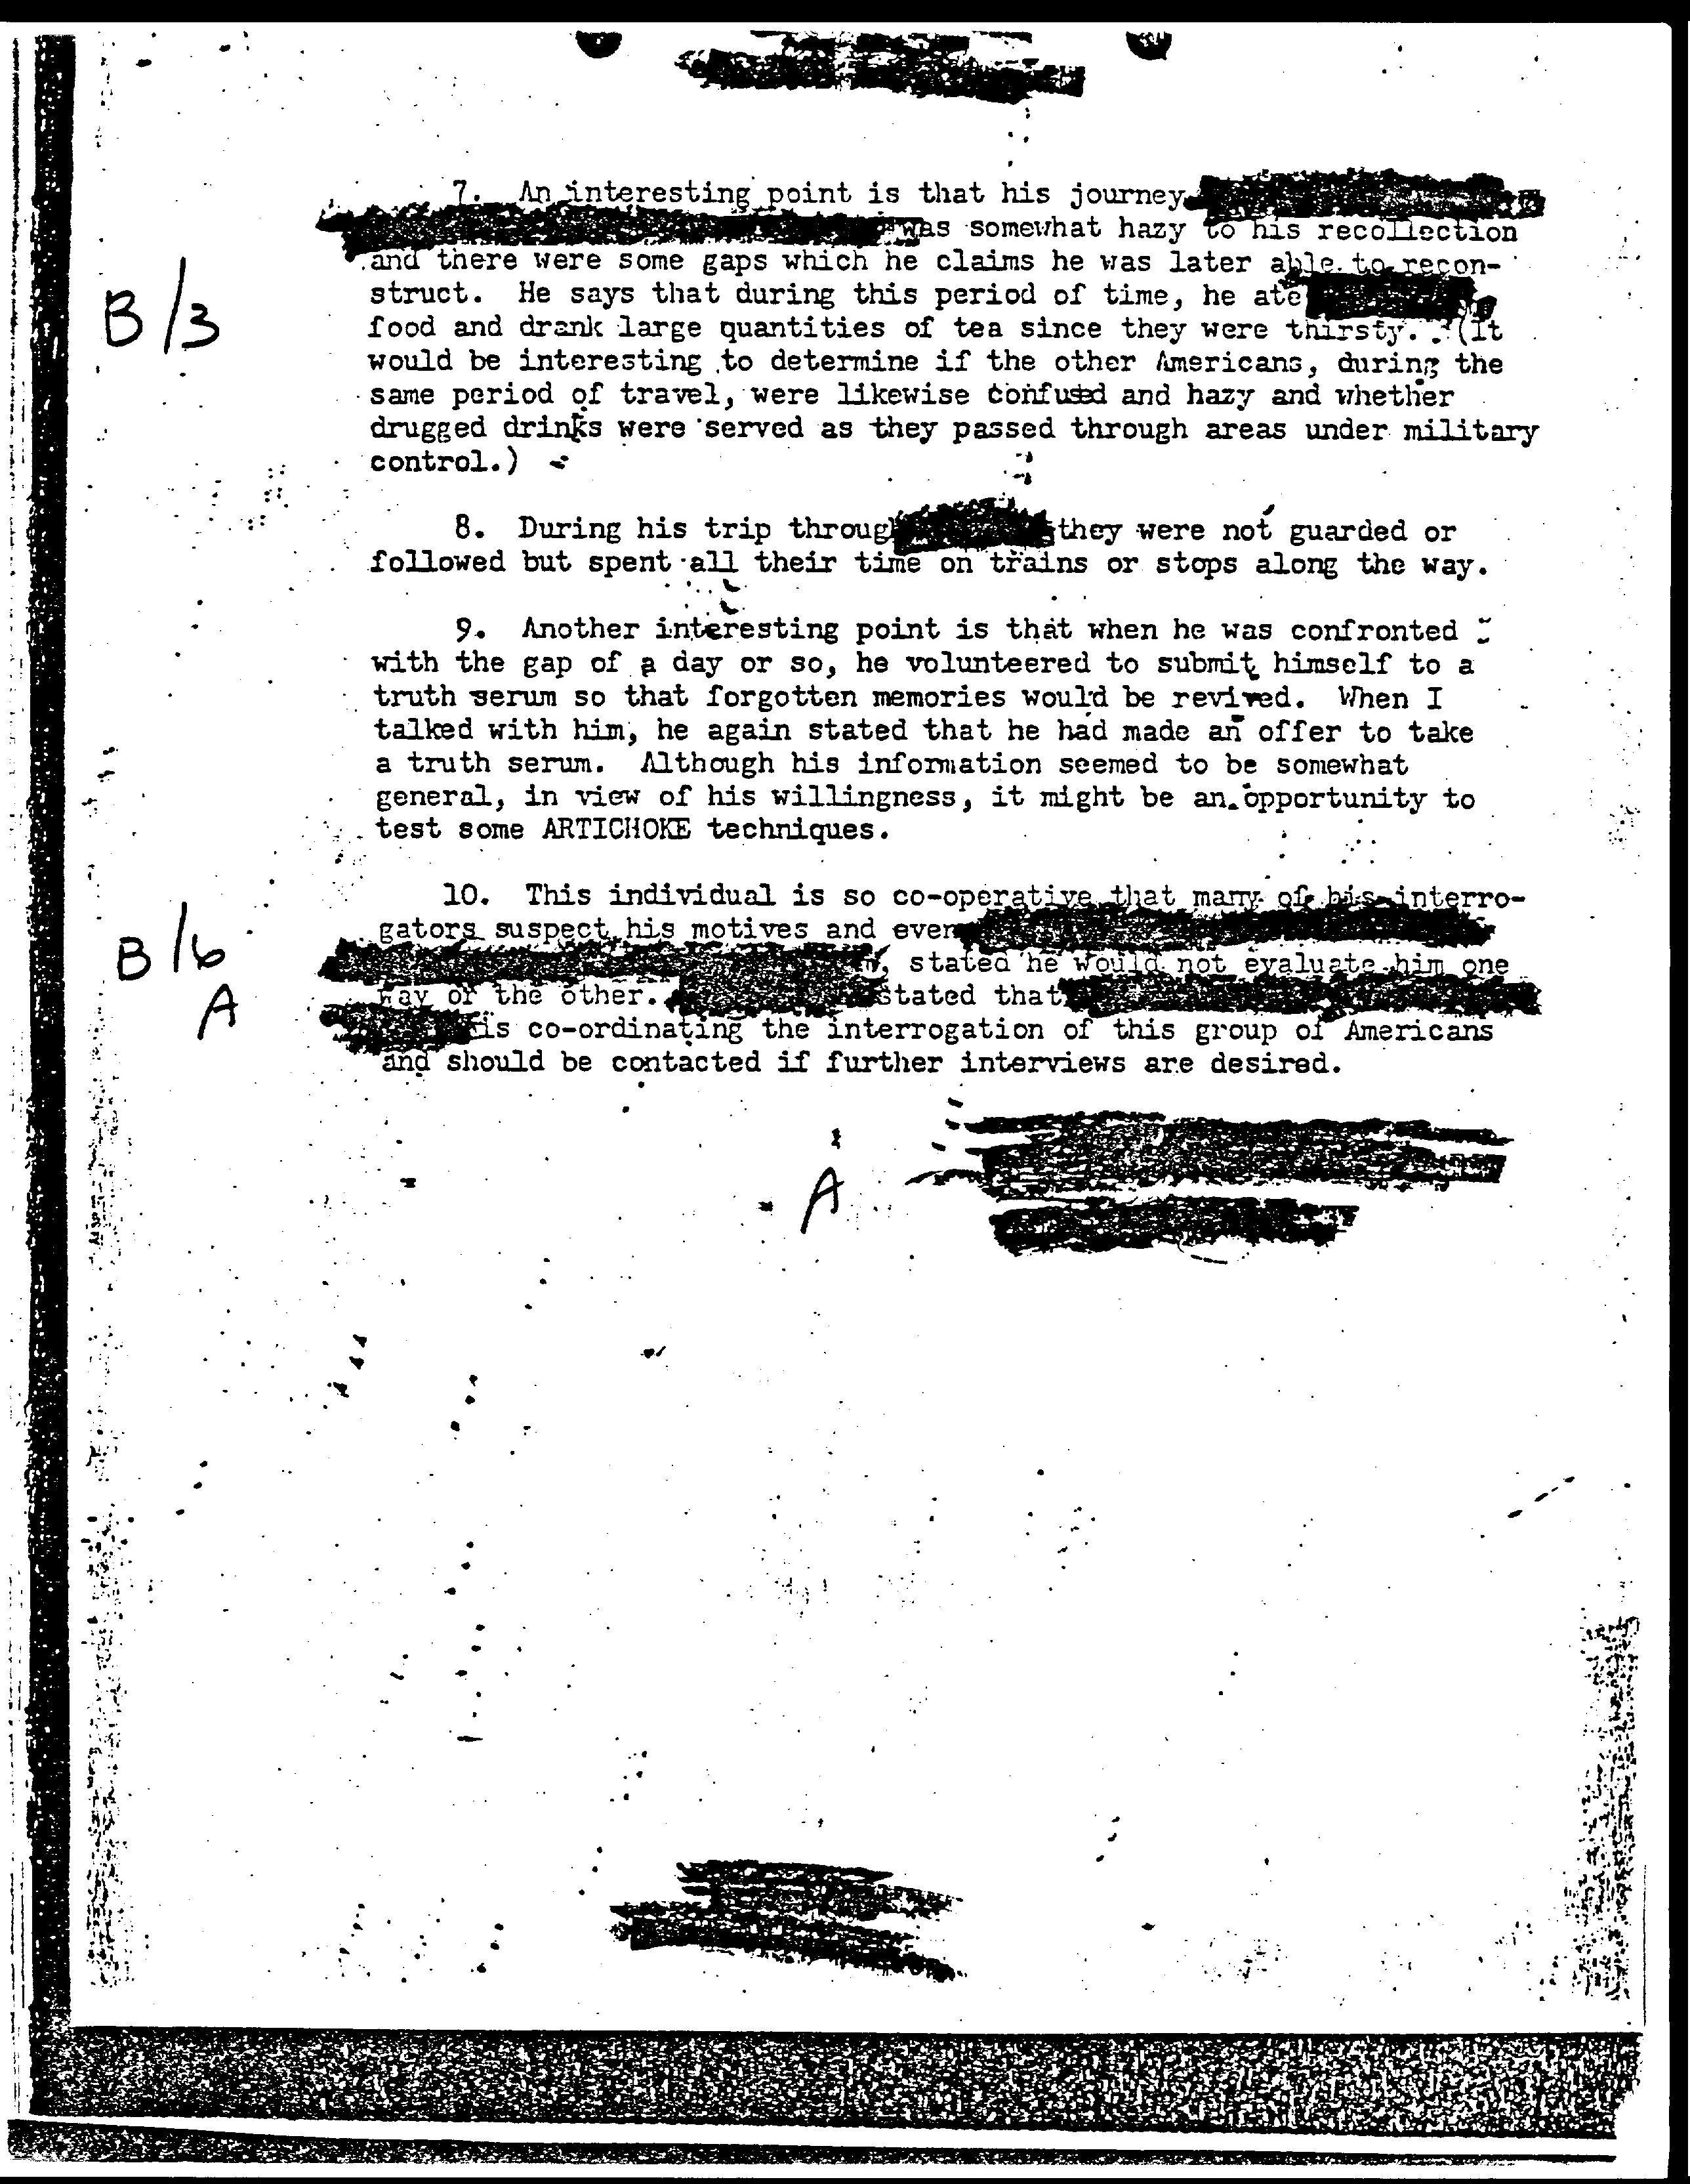 7. An interesting point is that his journey
was somewhat hazy to his recollection
and there were some gaps which he claims he was later able to recon-
struct. He says that during this period of time, he ate
food and drank large quantities of tea since they were thirsty. (It
would be interesting to determine if the other Americans, during the
same period of travel, were likewise confused and hazy and whether
drugged drinks were served as they passed through areas under military
control.)
B/3
8. During his trip through they were not guarded or
followed but spent all their time on trains or stops along the way.
9. Another interesting point is that when he was confronted
with the gap of a day or so, he volunteered to submit himself to a
truth serum so that forgotten memories would be revived. When I
talked with him, he again stated that he had made an offer to take
a truth serum. Although his information seemed to be somewhat
general, in view of his willingness, it might be an opportunity to
test some ARTICHOKE techniques.
10. This individual is so co-operative that many of his interro-
gators suspect his motives and even
stated he would not evaluate him one
way or the other. stated that
is co-ordinating the interrogation of this group of Americans
and should be contacted if further interviews are desired.
B/6
A
A